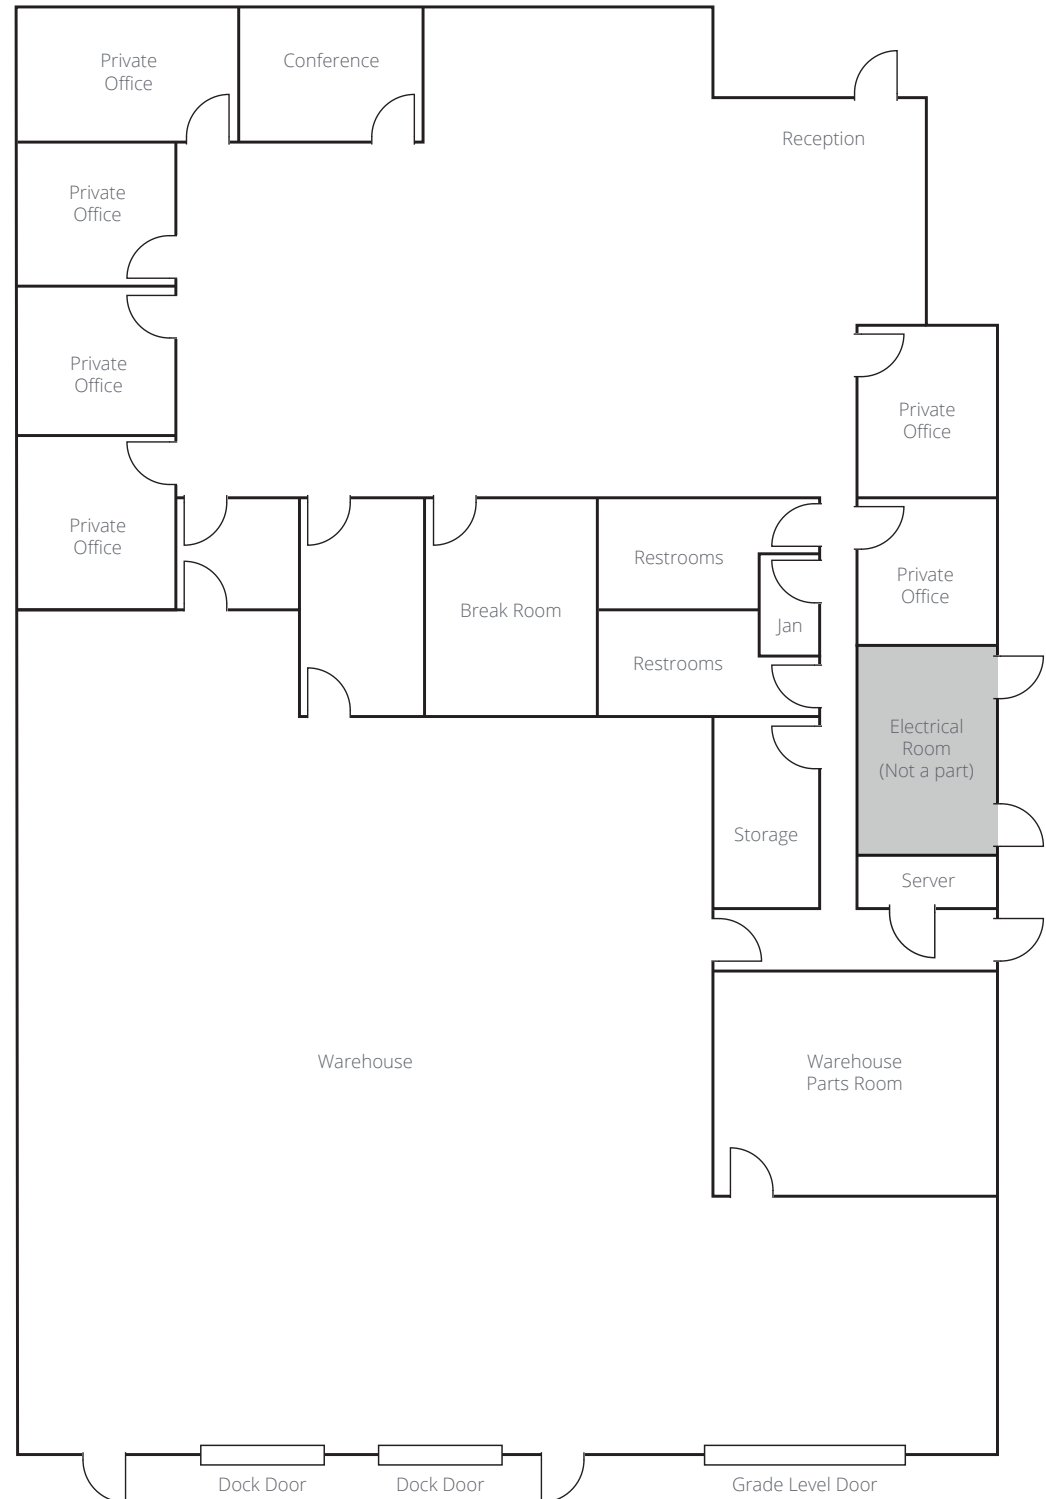 Private
Office
Conference
Reception
Private
Office
Private
Office
Private
Office
Private
Office
Restrooms
Private
Office
Break Room
Jan
Restrooms
Electrical
Room
(Not a part)
Storage
Server
Warehouse
Warehouse
Parts Room
Dock Door
Dock Door
Grade Level Door